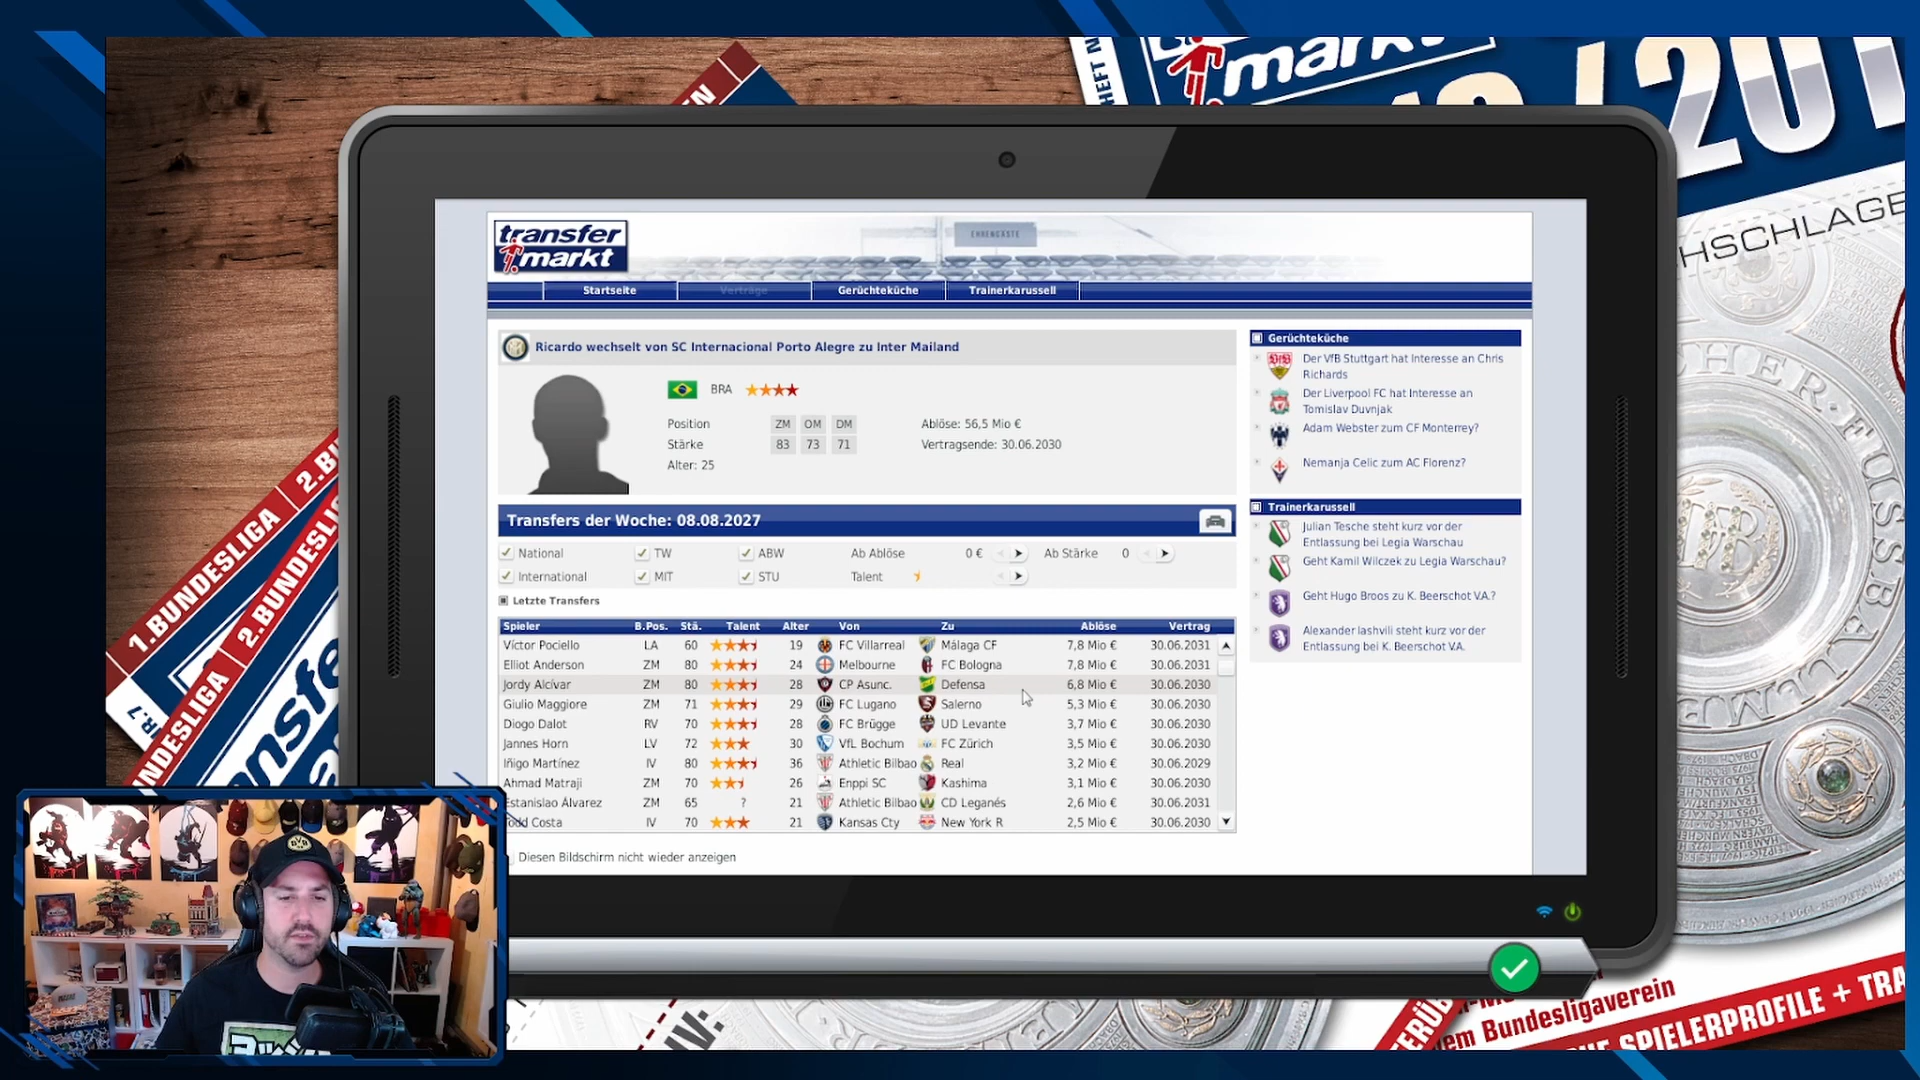 HEFT
markt
/ 201
HSCHLAGE
1. BUNDESLIGA
2. BUNDESLIGA
transfer
markt
EHRENGÄSTE
Startseite Verträge Gerüchteküche Trainerkarussell
Ricardo wechselt von SC Internacional Porto Alegre zu Inter Mailand
BRA
Position ZM OM DM Ablöse: 56,5 Mio €
Stärke 83 73 71 Vertragsende: 30.06.2030
Alter: 25
Transfers der Woche: 08.08.2027
National TW ABW Ab Ablöse 0 € Ab Stärke 0
International MIT STU Talent
Letzte Transfers
Spieler B.Pos. Stä. Talent Alter Von Zu Ablöse Vertrag
Víctor Pociello LA 60 19 FC Villarreal Málaga CF 7,8 Mio € 30.06.2031
Elliot Anderson ZM 80 24 Melbourne FC Bologna 7,8 Mio € 30.06.2031
Jordy Alcívar ZM 80 28 CP Asunc. Defensa 6,8 Mio € 30.06.2030
Giulio Maggiore ZM 71 29 FC Lugano Salerno 5,3 Mio € 30.06.2030
Diogo Dalot RV 70 28 FC Brügge UD Levante 3,7 Mio € 30.06.2030
Jannes Horn LV 72 30 VfL Bochum FC Zürich 3,5 Mio € 30.06.2030
Iñigo Martínez IV 80 36 Athletic Bilbao Real 3,2 Mio € 30.06.2029
Ahmad Matraji ZM 70 26 Enppi SC Kashima 3,1 Mio € 30.06.2030
Estanislao Álvarez ZM 65 ? 21 Athletic Bilbao CD Leganés 2,6 Mio € 30.06.2031
odd Costa IV 70 21 Kansas Cty New York R 2,5 Mio € 30.06.2030
Diesen Bildschirm nicht wieder anzeigen
Gerüchteküche
Der VfB Stuttgart hat Interesse an Chris
Richards
Der Liverpool FC hat Interesse an
Tomislav Duvnjak
Adam Webster zum CF Monterrey?
Nemanja Celic zum AC Florenz?
Trainerkarussell
Julian Tesche steht kurz vor der
Entlassung bei Legia Warschau
Geht Kamil Wilczek zu Legia Warschau?
Geht Hugo Broos zu K. Beerschot V.A.?
Alexander Iashvili steht kurz vor der
Entlassung bei K. Beerschot V.A.
em Bundesligaverein
SPIELERPROFILE + TRA